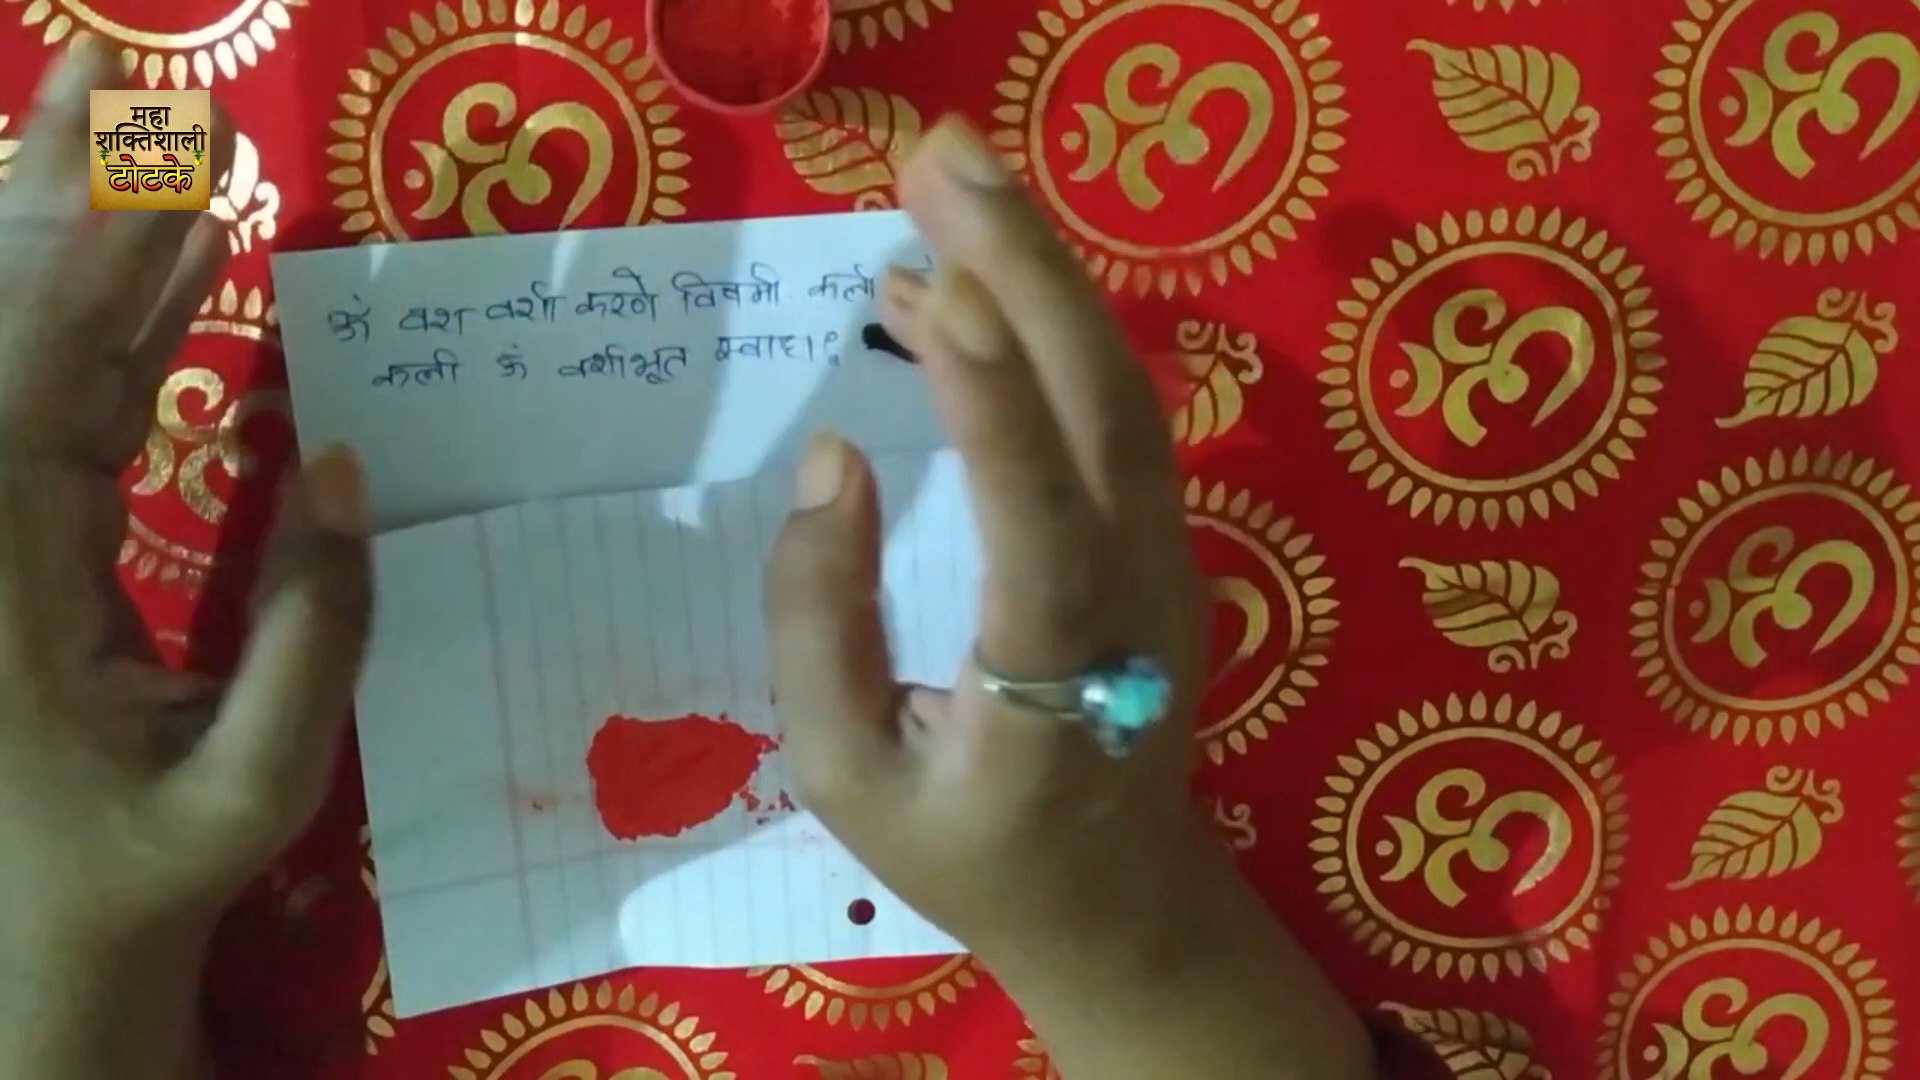 महा
शक्तिशाली
टोटके
ॐ वश वशी करणे विषमी कली
कली ॐ वशीभूत स्वाहा